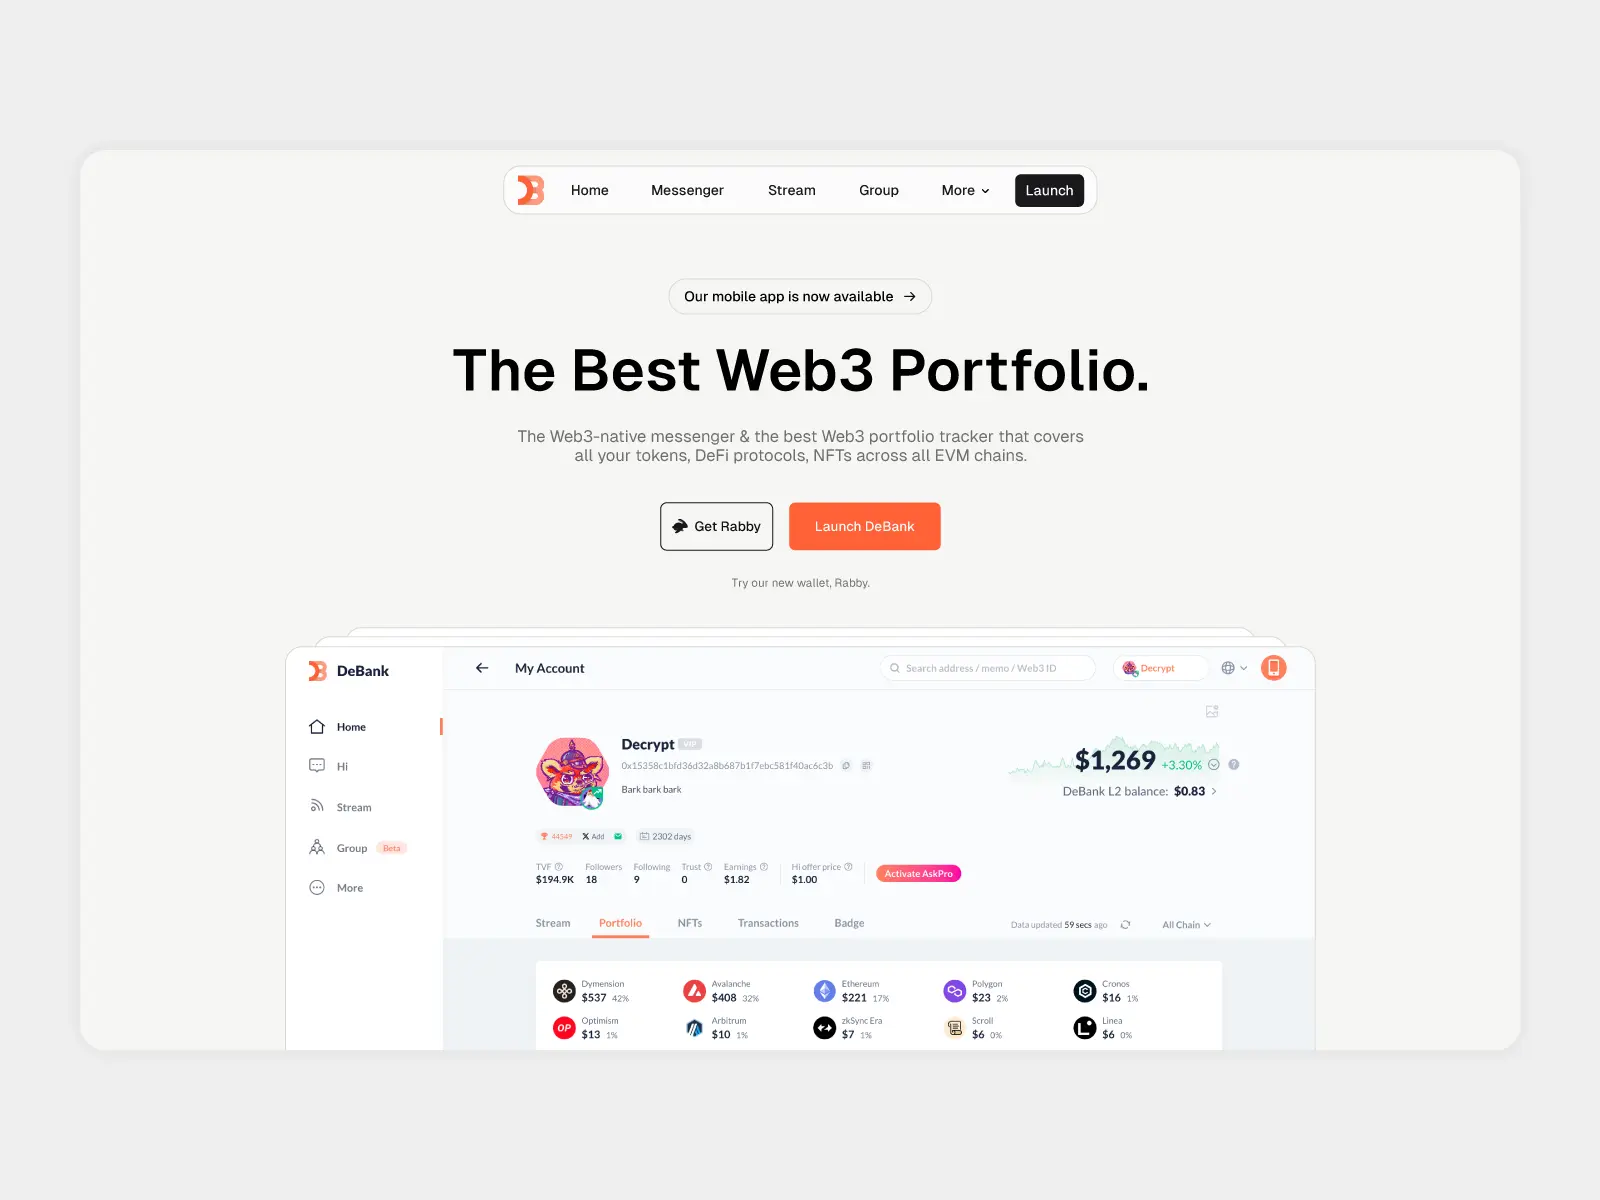 Home Messenger Stream Group More Launch
Our mobile app is now available →
The Best Web3 Portfolio.
The Web3-native messenger & the best Web3 portfolio tracker that covers
all your tokens, DeFi protocols, NFTs across all EVM chains.
Get Rabby Launch DeBank
Try our new wallet, Rabby.
DeBank
Home
Hi
Stream
Group Beta
More
My Account Search address / memo / Web3 ID Decrypt
Decrypt VIP
0x15358c1bfd36d32a8b687b1f7ebc581f40ac6c3b
Bark bark bark
$1,269 +3.30%
DeBank L2 balance: $0.83
44549 X Add 2302 days
TVF Followers Following Trust Earnings Hi offer price
$194.9K 18 9 0 $1.82 $1.00
Activate AskPro
Stream Portfolio NFTs Transactions Badge
Data updated 59 secs ago All Chain
Dymension Avalanche Ethereum Polygon Cronos
$537 42% $408 32% $221 17% $23 2% $16 1%
OP Optimism Arbitrum zkSync Era Scroll Linea
$13 1% $10 1% $7 1% $6 0% $6 0%